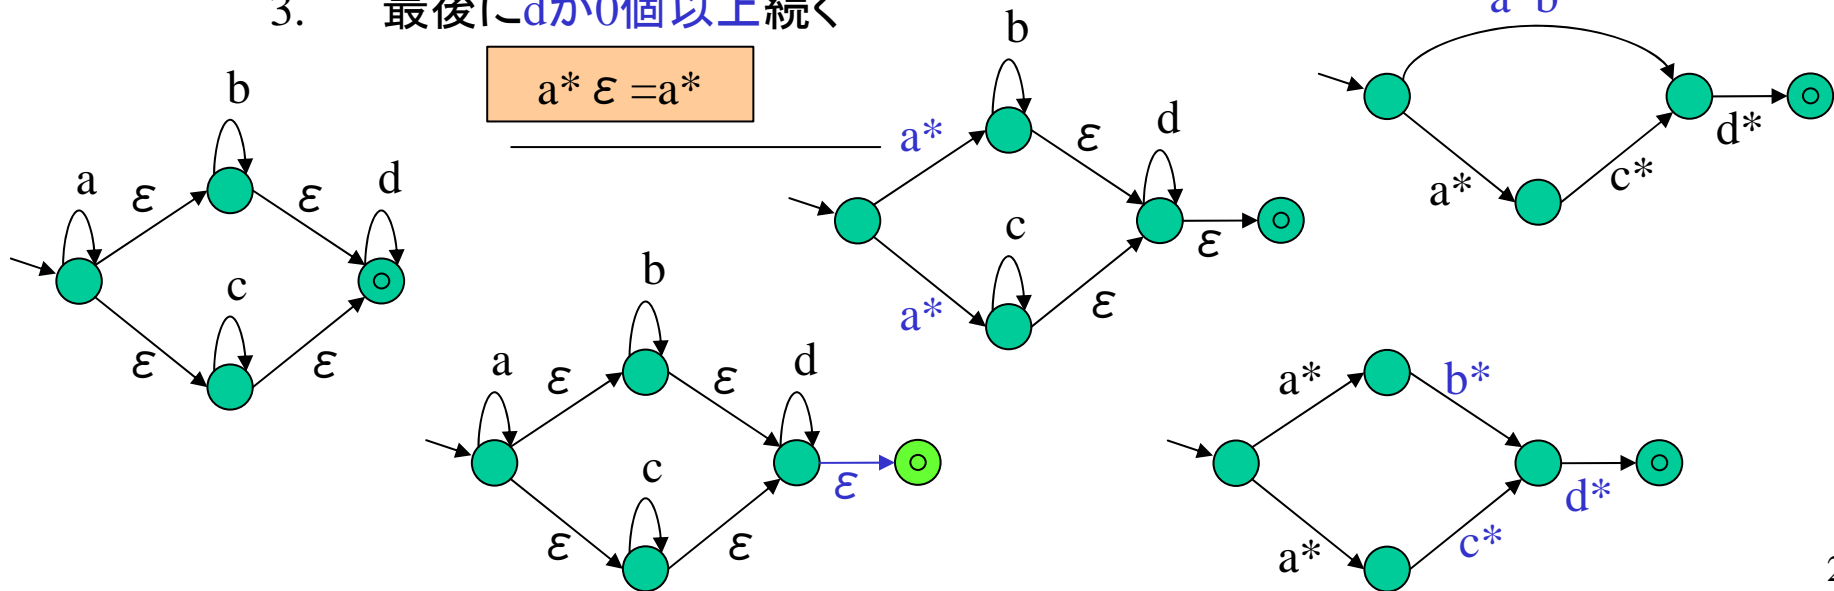 3. 最後にdが0個以上続く
a* ε =a*
b
a ε ε d
c
ε ε
b
a ε ε d
ε
c
ε ε
b
a* ε d
c ε
a* ε
a* b*
a* c* d*
a* b*
d*
a* c*